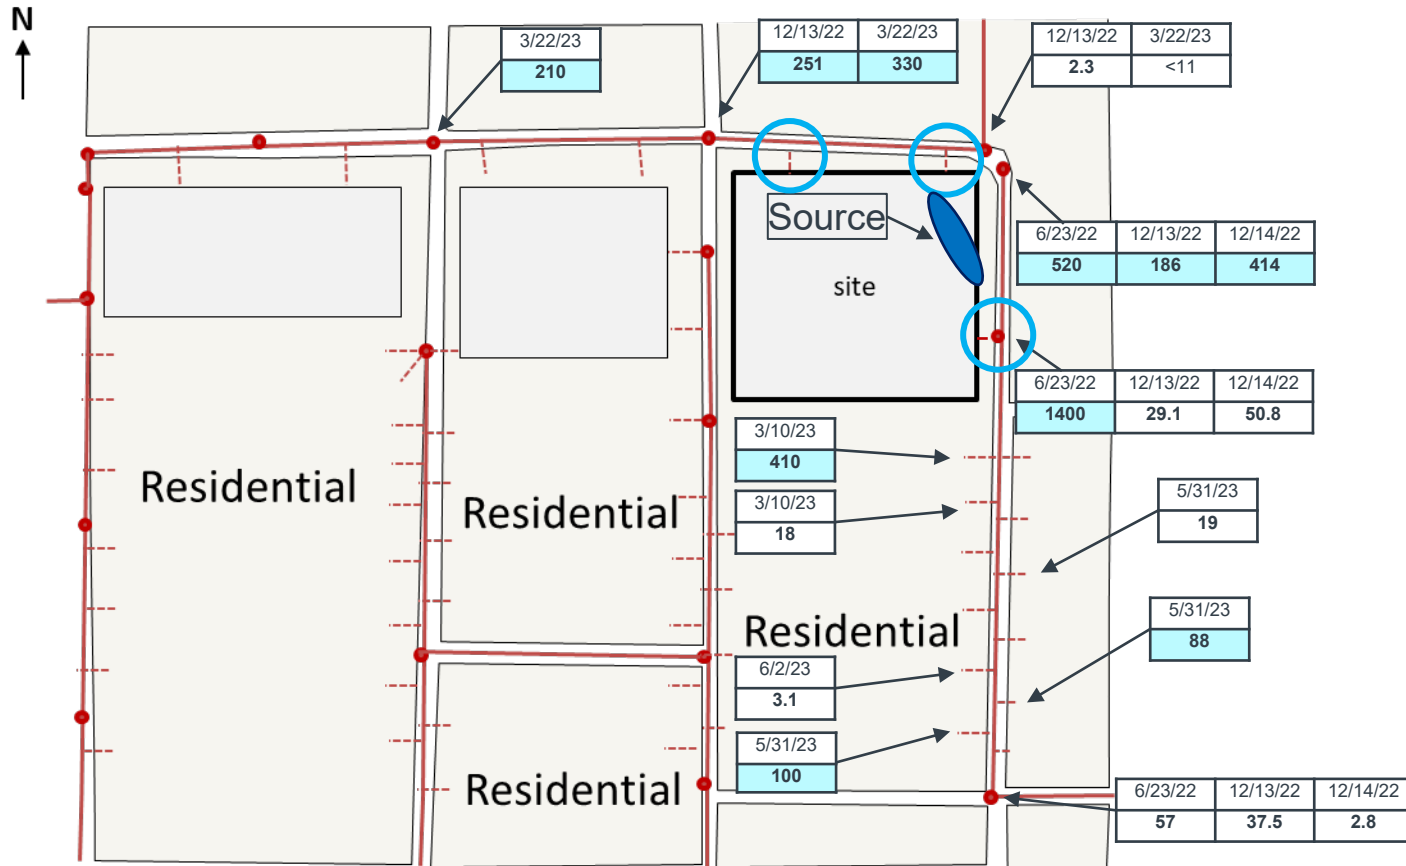 N
3/22/23
210
12/13/22 3/22/23
251 330
12/13/22 3/22/23
2.3 <11
Source
site
6/23/22 12/13/22 12/14/22
520 186 414
6/23/22 12/13/22 12/14/22
1400 29.1 50.8
3/10/23
410
3/10/23
18
5/31/23
19
Residential
Residential
Residential
5/31/23
88
6/2/23
3.1
5/31/23
100
Residential
6/23/22 12/13/22 12/14/22
57 37.5 2.8